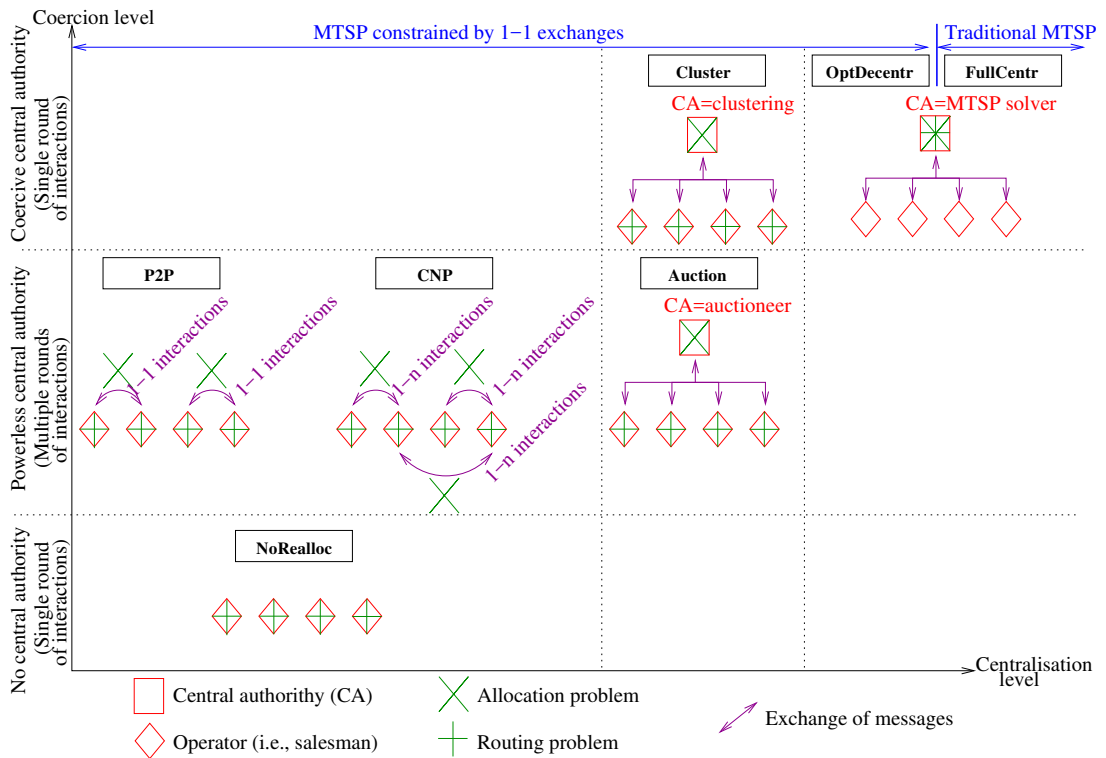 Coercion level
MTSP constrained by 1−1 exchanges
Traditional MTSP
Coercive central authority
(Single round
of interactions)
Cluster
OptDecentr
FullCentr
CA=clustering
CA=MTSP solver
Powerless central authority
(Multiple rounds
of interactions)
P2P
CNP
Auction
1−1 interactions
1−1 interactions
1−n interactions
1−n interactions
1−n interactions
CA=auctioneer
No central authority
(Single round
of interactions)
NoRealloc
Centralisation
level
Central authorithy (CA)
Allocation problem
Exchange of messages
Operator (i.e., salesman)
Routing problem